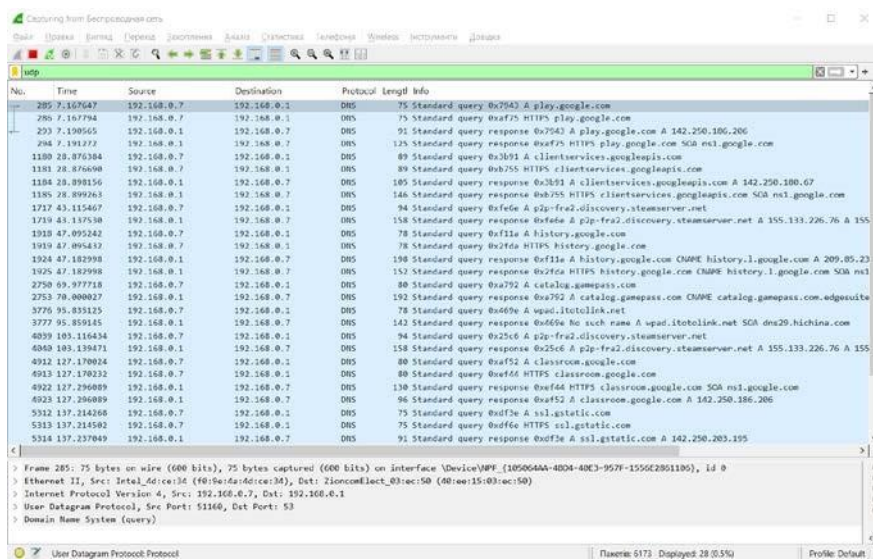 Capturing from Беспроводная сеть
Файл Правка Вигляд Перехід Захоплення Аналіз Статистика Телефонія Wireless Інструменти Довідка
udp
No. Time Source Destination Protocol Length Info
285 7.167647 192.168.0.7 192.168.0.1 DNS 75 Standard query 0x7943 A play.google.com
286 7.167794 192.168.0.7 192.168.0.1 DNS 75 Standard query 0xaf75 HTTPS play.google.com
293 7.190565 192.168.0.1 192.168.0.7 DNS 91 Standard query response 0x7943 A play.google.com A 142.250.186.206
294 7.191272 192.168.0.1 192.168.0.7 DNS 125 Standard query response 0xaf75 HTTPS play.google.com SOA ns1.google.com
1180 28.876384 192.168.0.7 192.168.0.1 DNS 89 Standard query 0x3b91 A clientservices.googleapis.com
1181 28.876690 192.168.0.7 192.168.0.1 DNS 89 Standard query 0xb755 HTTPS clientservices.googleapis.com
1184 28.898156 192.168.0.1 192.168.0.7 DNS 105 Standard query response 0x3b91 A clientservices.googleapis.com A 142.250.180.67
1185 28.899263 192.168.0.1 192.168.0.7 DNS 146 Standard query response 0xb755 HTTPS clientservices.googleapis.com SOA ns1.google.com
1717 43.115467 192.168.0.7 192.168.0.1 DNS 94 Standard query 0xfe6e A p2p-fra2.discovery.steamserver.net
1719 43.137530 192.168.0.1 192.168.0.7 DNS 158 Standard query response 0xfe6e A p2p-fra2.discovery.steamserver.net A 155.133.226.76 A 155
1918 47.095242 192.168.0.7 192.168.0.1 DNS 78 Standard query 0xf11a A history.google.com
1919 47.095432 192.168.0.7 192.168.0.1 DNS 78 Standard query 0x2fda HTTPS history.google.com
1924 47.182998 192.168.0.1 192.168.0.7 DNS 198 Standard query response 0xf11a A history.google.com CNAME history.l.google.com A 209.85.23
1925 47.182998 192.168.0.1 192.168.0.7 DNS 152 Standard query response 0x2fda HTTPS history.google.com CNAME history.l.google.com SOA ns1
2750 69.977718 192.168.0.7 192.168.0.1 DNS 80 Standard query 0xa792 A catalog.gamepass.com
2753 70.000027 192.168.0.1 192.168.0.7 DNS 192 Standard query response 0xa792 A catalog.gamepass.com CNAME catalog.gamepass.com.edgesuite
3776 95.835125 192.168.0.7 192.168.0.1 DNS 78 Standard query 0x469e A wpad.itotolink.net
3777 95.859145 192.168.0.1 192.168.0.7 DNS 142 Standard query response 0x469e No such name A wpad.itotolink.net SOA dns29.hichina.com
4039 103.116434 192.168.0.7 192.168.0.1 DNS 94 Standard query 0x25c6 A p2p-fra2.discovery.steamserver.net
4040 103.139471 192.168.0.1 192.168.0.7 DNS 158 Standard query response 0x25c6 A p2p-fra2.discovery.steamserver.net A 155.133.226.76 A 155
4912 127.170024 192.168.0.7 192.168.0.1 DNS 80 Standard query 0xaf52 A classroom.google.com
4913 127.170232 192.168.0.7 192.168.0.1 DNS 80 Standard query 0xef44 HTTPS classroom.google.com
4922 127.296089 192.168.0.1 192.168.0.7 DNS 130 Standard query response 0xef44 HTTPS classroom.google.com SOA ns1.google.com
4923 127.296089 192.168.0.1 192.168.0.7 DNS 96 Standard query response 0xaf52 A classroom.google.com A 142.250.186.206
5312 137.214268 192.168.0.7 192.168.0.1 DNS 75 Standard query 0xdf3e A ssl.gstatic.com
5313 137.214502 192.168.0.7 192.168.0.1 DNS 75 Standard query 0xdf6e HTTPS ssl.gstatic.com
5314 137.237049 192.168.0.1 192.168.0.7 DNS 91 Standard query response 0xdf3e A ssl.gstatic.com A 142.250.203.195
Frame 285: 75 bytes on wire (600 bits), 75 bytes captured (600 bits) on interface \Device\NPF_{105064AA-4DD4-40E3-957F-1556E2861106}, id 0
Ethernet II, Src: Intel_4d:ce:34 (f0:9e:4a:4d:ce:34), Dst: ZioncomElect_03:ec:50 (40:ee:15:03:ec:50)
Internet Protocol Version 4, Src: 192.168.0.7, Dst: 192.168.0.1
User Datagram Protocol, Src Port: 51160, Dst Port: 53
Domain Name System (query)
User Datagram Protocol: Protocol
Пакетів: 6173 Displayed: 28 (0.5%)
Profile: Default